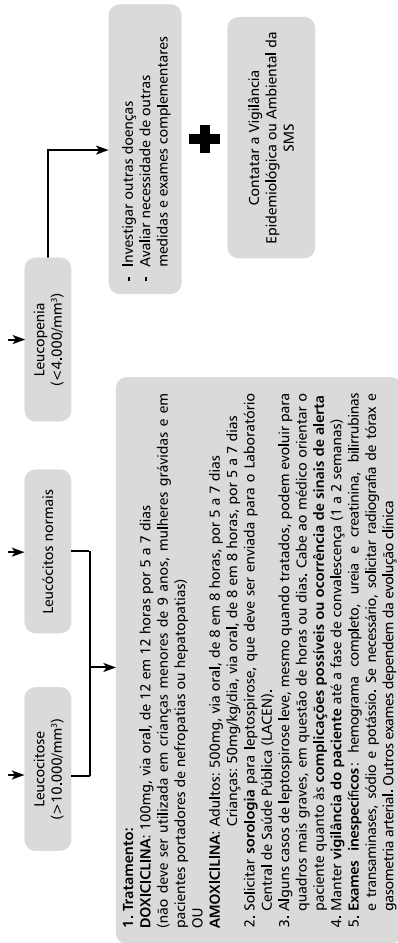 Leucocitose
(>10.000/mm³)
Leucócitos normais
Leucopenia
(<4.000/mm³)
1. Tratamento:
DOXICICLINA: 100mg, via oral, de 12 em 12 horas por 5 a 7 dias
(não deve ser utilizada em crianças menores de 9 anos, mulheres grávidas e em
pacientes portadores de nefropatias ou hepatopatias)
OU
AMOXICILINA: Adultos: 500mg, via oral, de 8 em 8 horas, por 5 a 7 dias
Crianças: 50mg/kg/dia, via oral, de 8 em 8 horas, por 5 a 7 dias
2. Solicitar sorologia para leptospirose, que deve ser enviada para o Laboratório
Central de Saúde Pública (LACEN).
3. Alguns casos de leptospirose leve, mesmo quando tratados, podem evoluir para
quadros mais graves, em questão de horas ou dias. Cabe ao médico orientar o
paciente quanto às complicações possíveis ou ocorrência de sinais de alerta
4. Manter vigilância do paciente até a fase de convalescença (1 a 2 semanas)
5. Exames inespecíficos: hemograma completo, ureia e creatinina, bilirrubinas
e transaminases, sódio e potássio. Se necessário, solicitar radiografia de tórax e
gasometria arterial. Outros exames dependem da evolução clínica
- Investigar outras doenças
- Avaliar necessidade de outras
medidas e exames complementares
Contatar a Vigilância
Epidemiológica ou Ambiental da
SMS